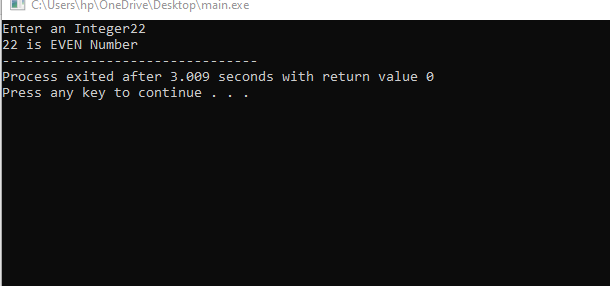 C:\Users\hp\OneDrive\Desktop\main.exe
Enter an Integer22
22 is EVEN Number
--------------------------------
Process exited after 3.009 seconds with return value 0
Press any key to continue . . .